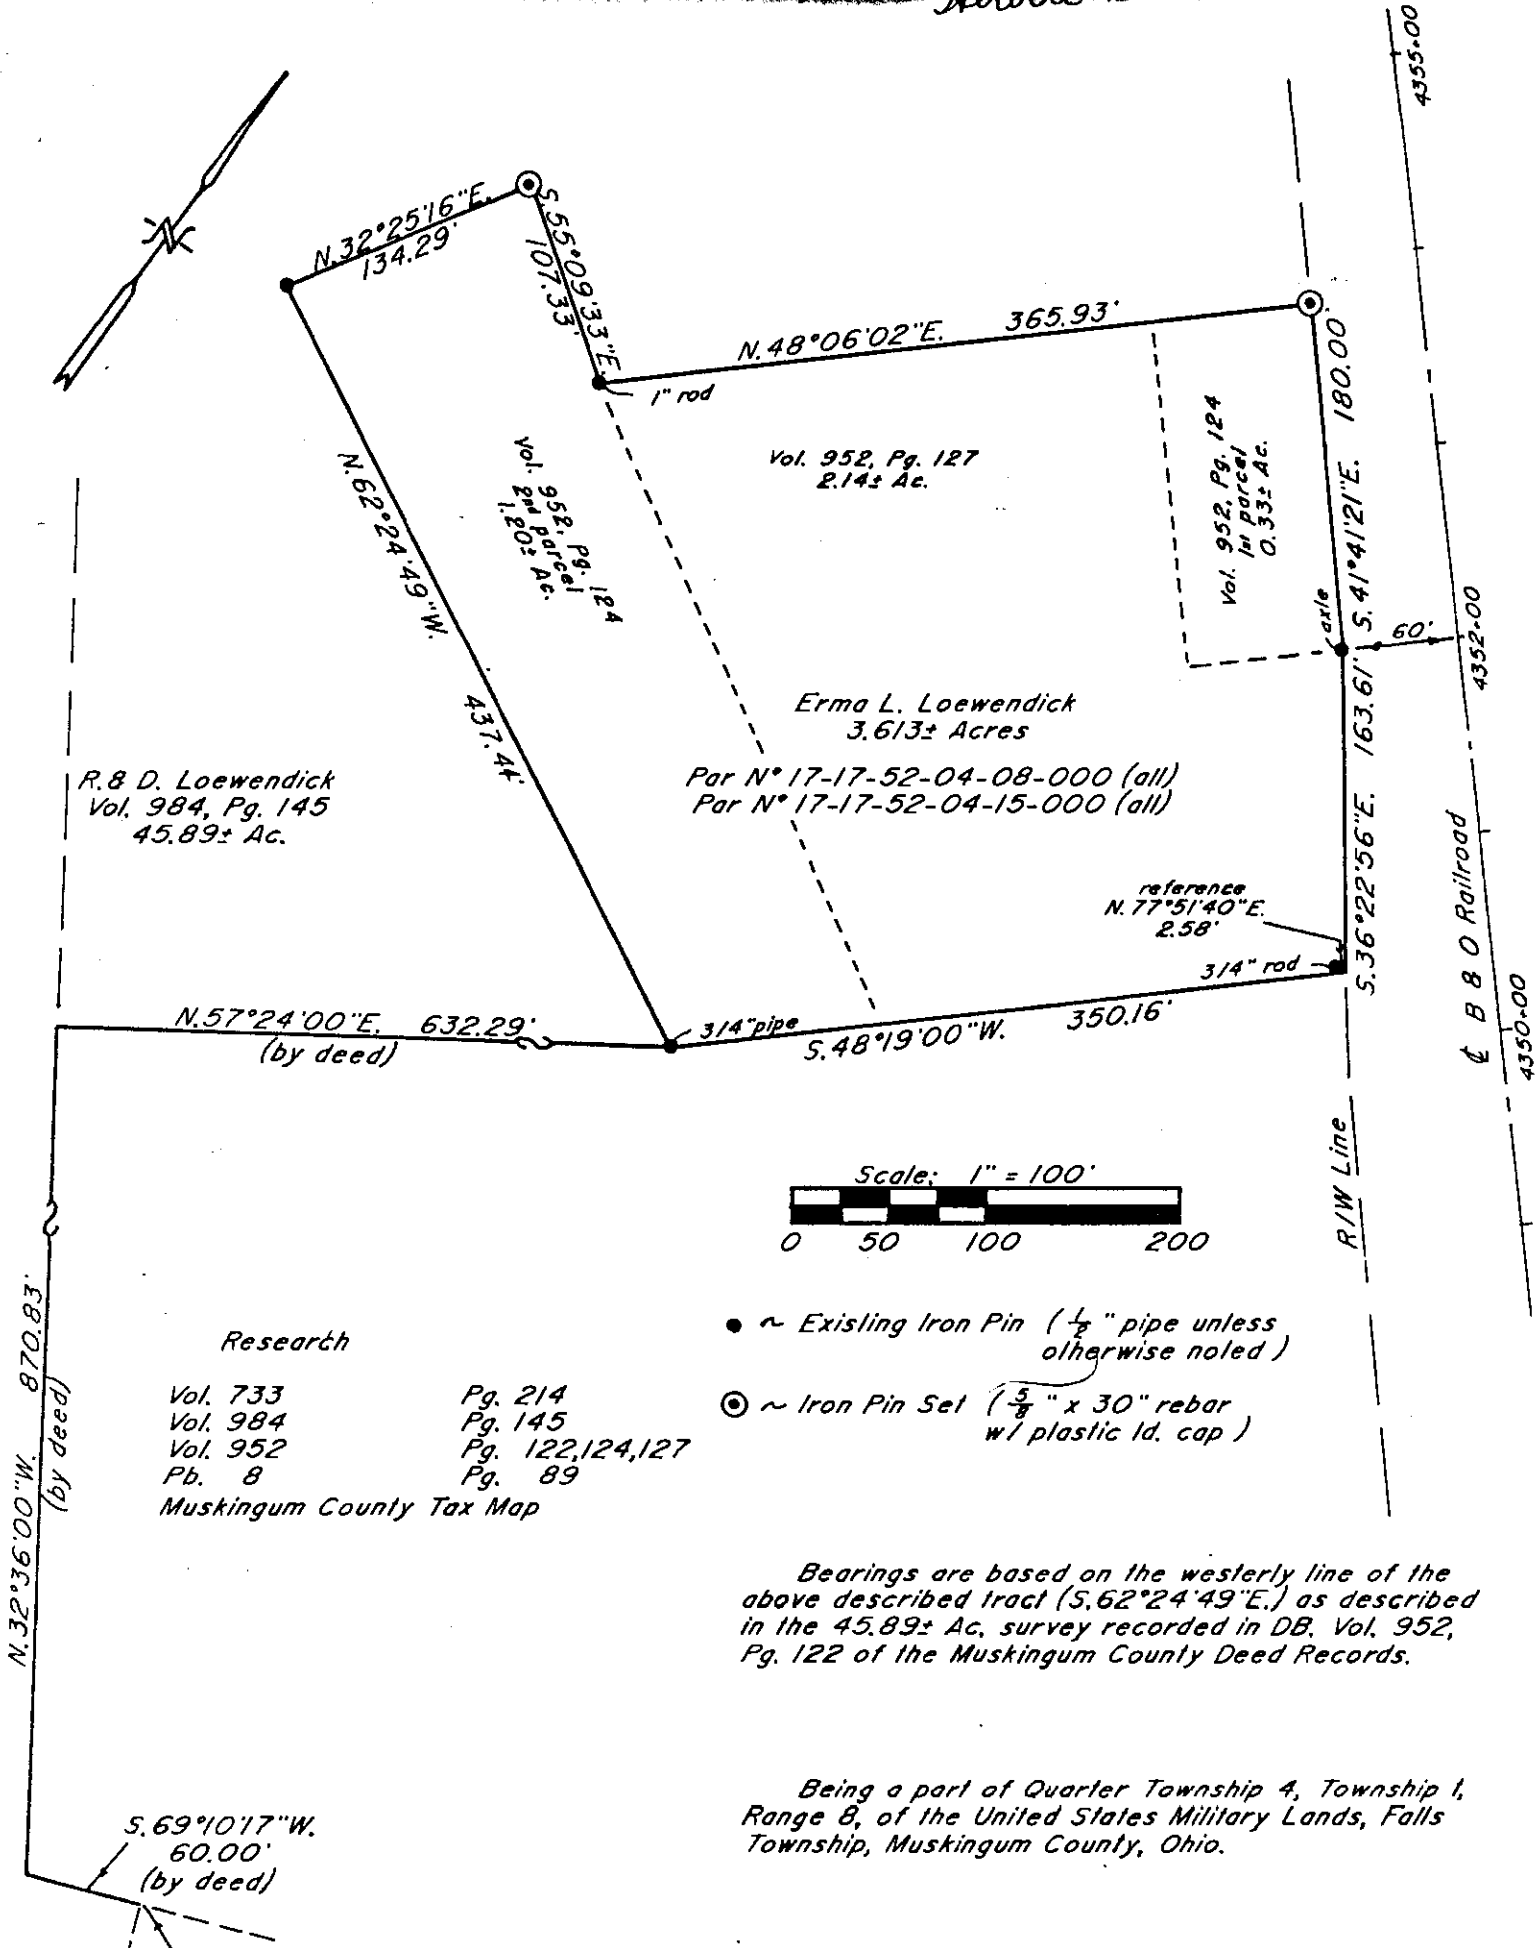 4355+00
N
N.32°25'16"E.
134.29'
S.55°09'33"E.
107.33'
N.48°06'02"E. 365.93'
1" rod
S.41°41'21"E. 180.00'
Vol. 952, Pg. 127
2.14± Ac.
Vol. 952, Pg. 124
1st parcel
0.33± Ac.
Vol. 952, Pg. 124
2nd parcel
1.20± Ac.
N.62°24'49"W.
437.44'
axle
60'
4352+00
Erma L. Loewendick
3.613± Acres
Par Nº 17-17-52-04-08-000 (all)
Par Nº 17-17-52-04-15-000 (all)
R. & D. Loewendick
Vol. 984, Pg. 145
45.89± Ac.
S.36°22'56"E. 163.61'
reference
N.77°51'40"E.
2.58'
3/4" rod
℄ B & O Railroad
4350+00
N.57°24'00"E. 632.29'
(by deed)
3/4" pipe
S.48°19'00"W. 350.16'
R/W Line
Scale: 1" = 100'
0 50 100 200
~ Existing Iron Pin (1/2" pipe unless
otherwise noted)
~ Iron Pin Set (5/8" x 30" rebar
w/ plastic Id. cap)
Research
Vol. 733 Pg. 214
Vol. 984 Pg. 145
Vol. 952 Pg. 122,124,127
Pb. 8 Pg. 89
Muskingum County Tax Map
N.32°36'00"W. 870.83'
(by deed)
Bearings are based on the westerly line of the
above described tract (S.62°24'49"E.) as described
in the 45.89± Ac. survey recorded in DB. Vol. 952,
Pg. 122 of the Muskingum County Deed Records.
Being a part of Quarter Township 4, Township 1,
Range 8, of the United States Military Lands, Falls
Township, Muskingum County, Ohio.
S.69°10'17"W.
60.00'
(by deed)